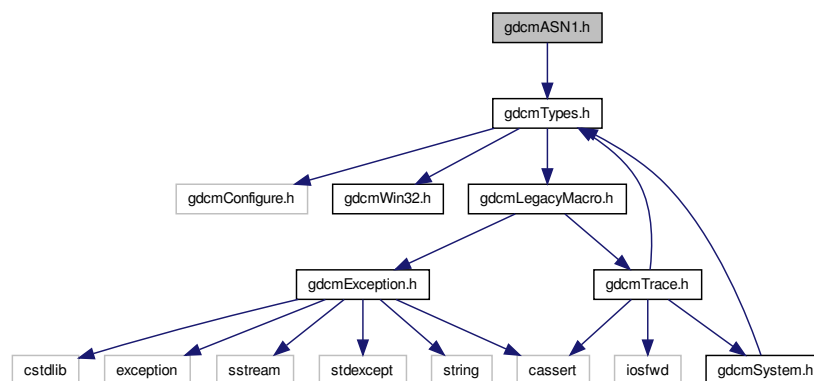 gdcmASN1.h
gdcmTypes.h
gdcmConfigure.h
gdcmWin32.h
gdcmLegacyMacro.h
gdcmException.h
gdcmTrace.h
cstdlib
exception
sstream
stdexcept
string
cassert
iosfwd
gdcmSystem.h